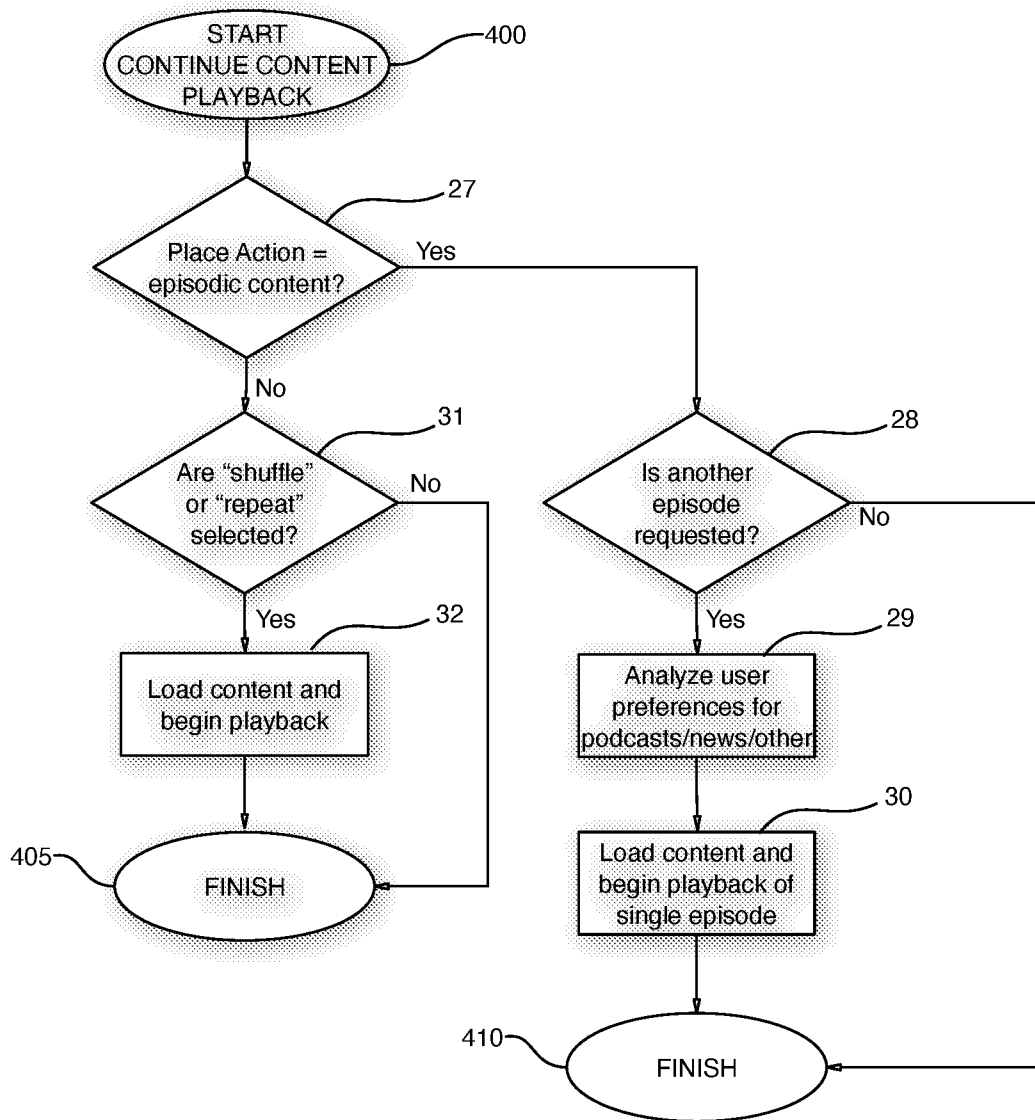 START
CONTINUE CONTENT
PLAYBACK
400
27
Place Action =
episodic content?
Yes
No
31
Are “shuffle”
or “repeat”
selected?
No
28
Is another
episode
requested?
No
Yes
32
Load content and
begin playback
Yes
29
Analyze user
preferences for
podcasts/news/other
30
Load content and
begin playback of
single episode
405
FINISH
410
FINISH